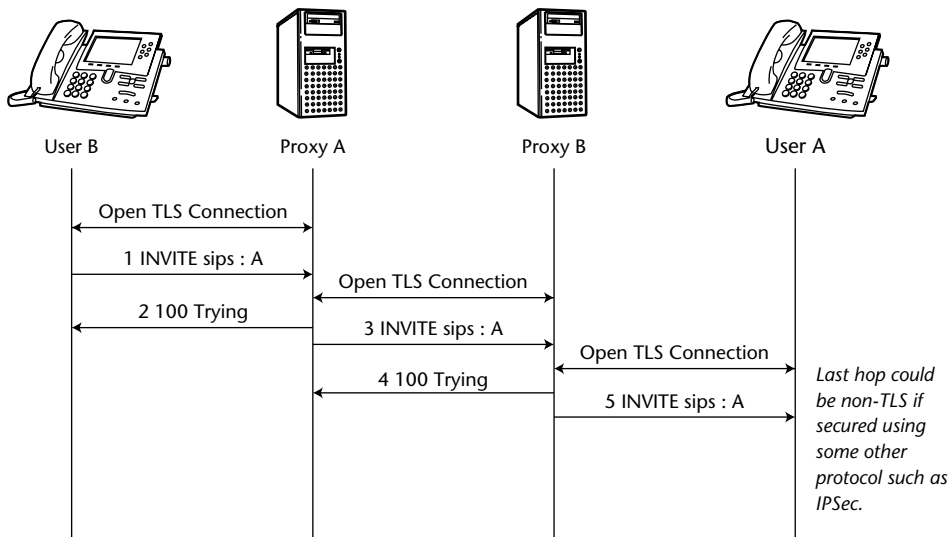 User B
Proxy A
Proxy B
User A
Open TLS Connection
1 INVITE sips : A
Open TLS Connection
2 100 Trying
3 INVITE sips : A
Open TLS Connection
4 100 Trying
5 INVITE sips : A
Last hop could
be non-TLS if
secured using
some other
protocol such as
IPSec.